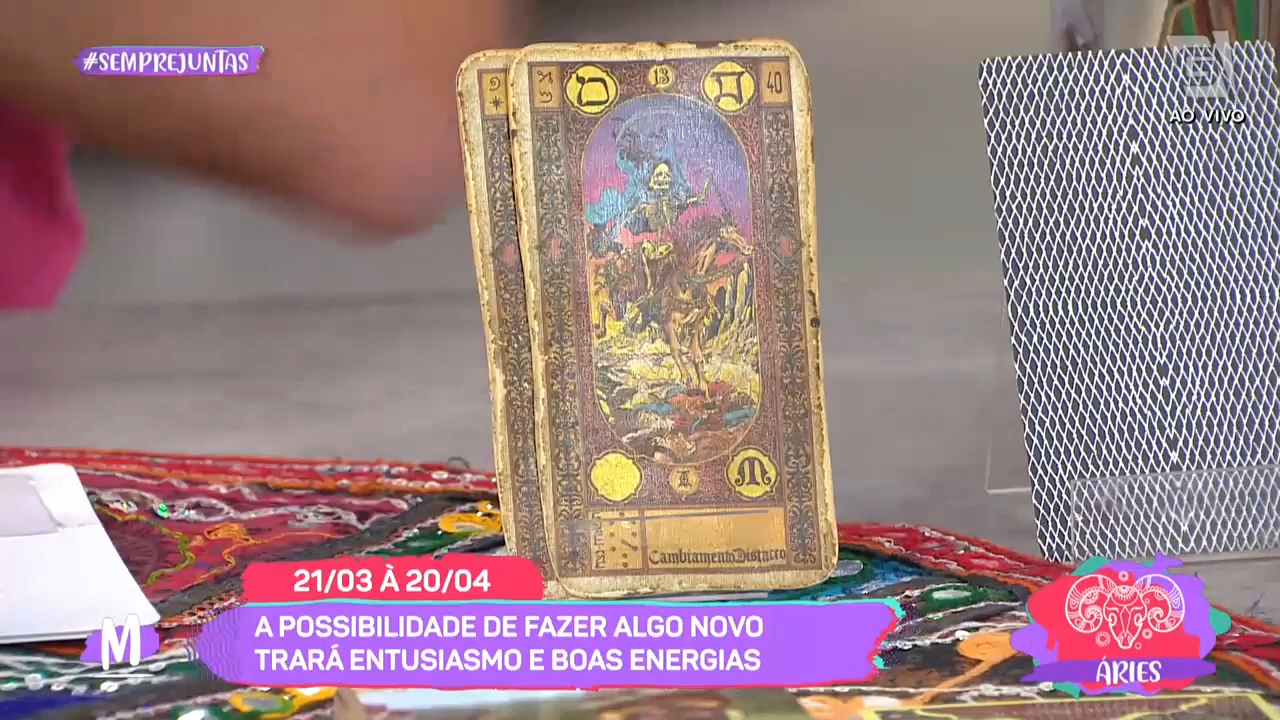 #SEMPREJUNTAS
AO VIVO
13
40
Cambiamento Distacco
21/03 À 20/04
M
A POSSIBILIDADE DE FAZER ALGO NOVO
TRARÁ ENTUSIASMO E BOAS ENERGIAS
ÁRIES